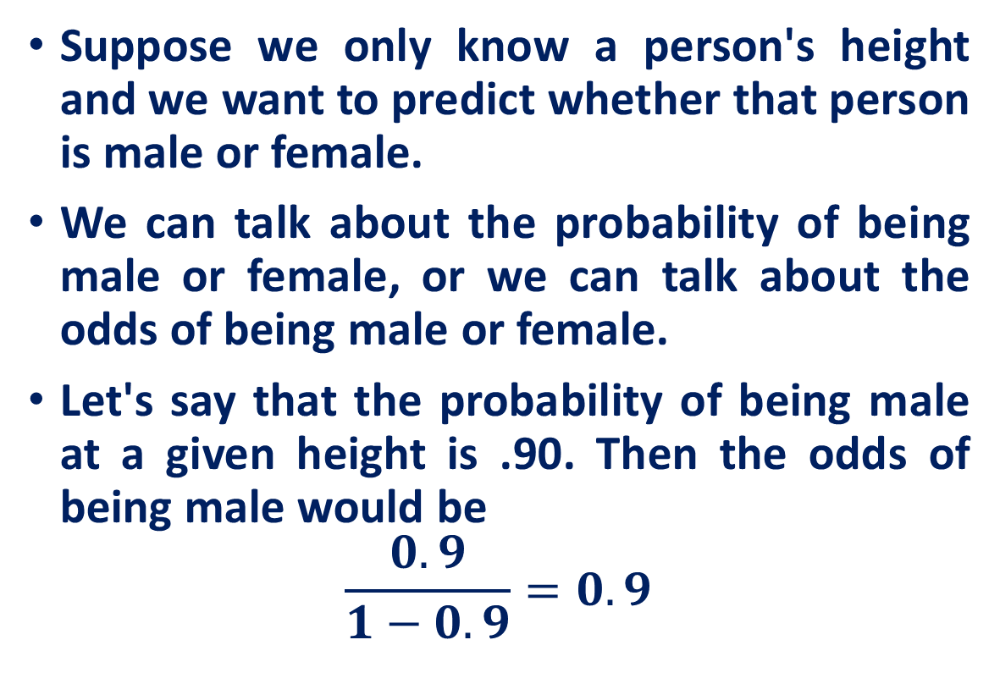 • Suppose we only know a person's height
and we want to predict whether that person
is male or female.
• We can talk about the probability of being
male or female, or we can talk about the
odds of being male or female.
• Let's say that the probability of being male
at a given height is .90. Then the odds of
being male would be
0.9
1 − 0.9
= 0.9